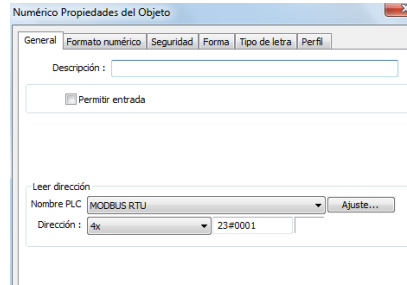 Numérico Propiedades del Objeto
General Formato numérico Seguridad Forma Tipo de letra Perfil
Descripción :
Permitir entrada
Leer dirección
Nombre PLC MODBUS RTU Ajuste...
Dirección : 4x 23#0001